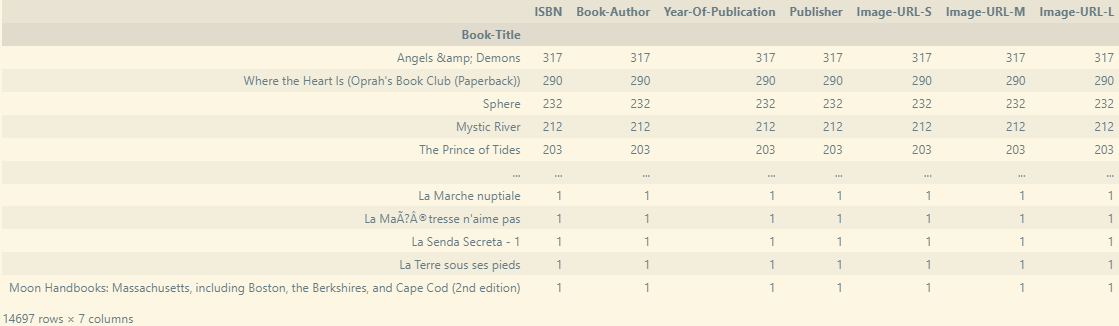 ISBN Book-Author Year-Of-Publication Publisher Image-URL-S Image-URL-M Image-URL-L
Book-Title
Angels &amp; Demons 317 317 317 317 317 317 317
Where the Heart Is (Oprah's Book Club (Paperback)) 290 290 290 290 290 290 290
Sphere 232 232 232 232 232 232 232
Mystic River 212 212 212 212 212 212 212
The Prince of Tides 203 203 203 203 203 203 203
... ... ... ... ... ... ... ...
La Marche nuptiale 1 1 1 1 1 1 1
La MaÃ?Â®tresse n'aime pas 1 1 1 1 1 1 1
La Senda Secreta - 1 1 1 1 1 1 1 1
La Terre sous ses pieds 1 1 1 1 1 1 1
Moon Handbooks: Massachusetts, including Boston, the Berkshires, and Cape Cod (2nd edition) 1 1 1 1 1 1 1
14697 rows × 7 columns